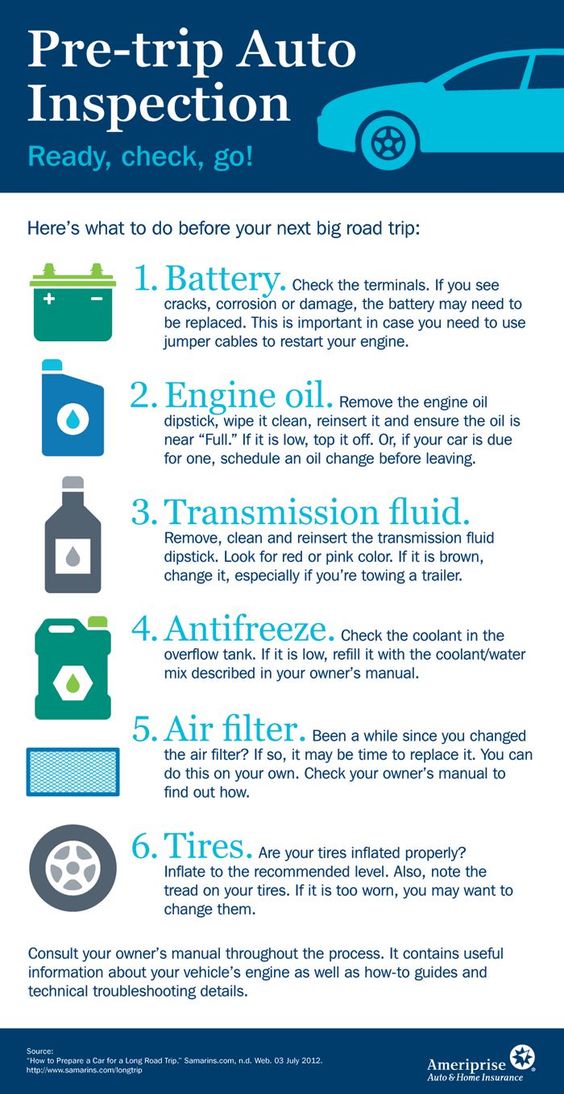 Pre-trip Auto
Inspection
Ready, check, go!
Here's what to do before your next big road trip:
1. Battery. Check the terminals. If you see
cracks, corrosion or damage, the battery may need to
be replaced. This is important in case you need to use
jumper cables to restart your engine.
+ −
2. Engine oil. Remove the engine oil
dipstick, wipe it clean, reinsert it and ensure the oil is
near “Full.” If it is low, top it off. Or, if your car is due
for one, schedule an oil change before leaving.
3. Transmission fluid.
Remove, clean and reinsert the transmission fluid
dipstick. Look for red or pink color. If it is brown,
change it, especially if you're towing a trailer.
4. Antifreeze. Check the coolant in the
overflow tank. If it is low, refill it with the coolant/water
mix described in your owner's manual.
5. Air filter. Been a while since you changed
the air filter? If so, it may be time to replace it. You can
do this on your own. Check your owner's manual to
find out how.
6. Tires. Are your tires inflated properly?
Inflate to the recommended level. Also, note the
tread on your tires. If it is too worn, you may want to
change them.
Consult your owner's manual throughout the process. It contains useful
information about your vehicle's engine as well as how-to guides and
technical troubleshooting details.
Source:
“How to Prepare a Car for a Long Road Trip.” Samarins.com, n.d. Web. 03 July 2012.
http://www.samarins.com/longtrip
Ameriprise ®
Auto & Home Insurance